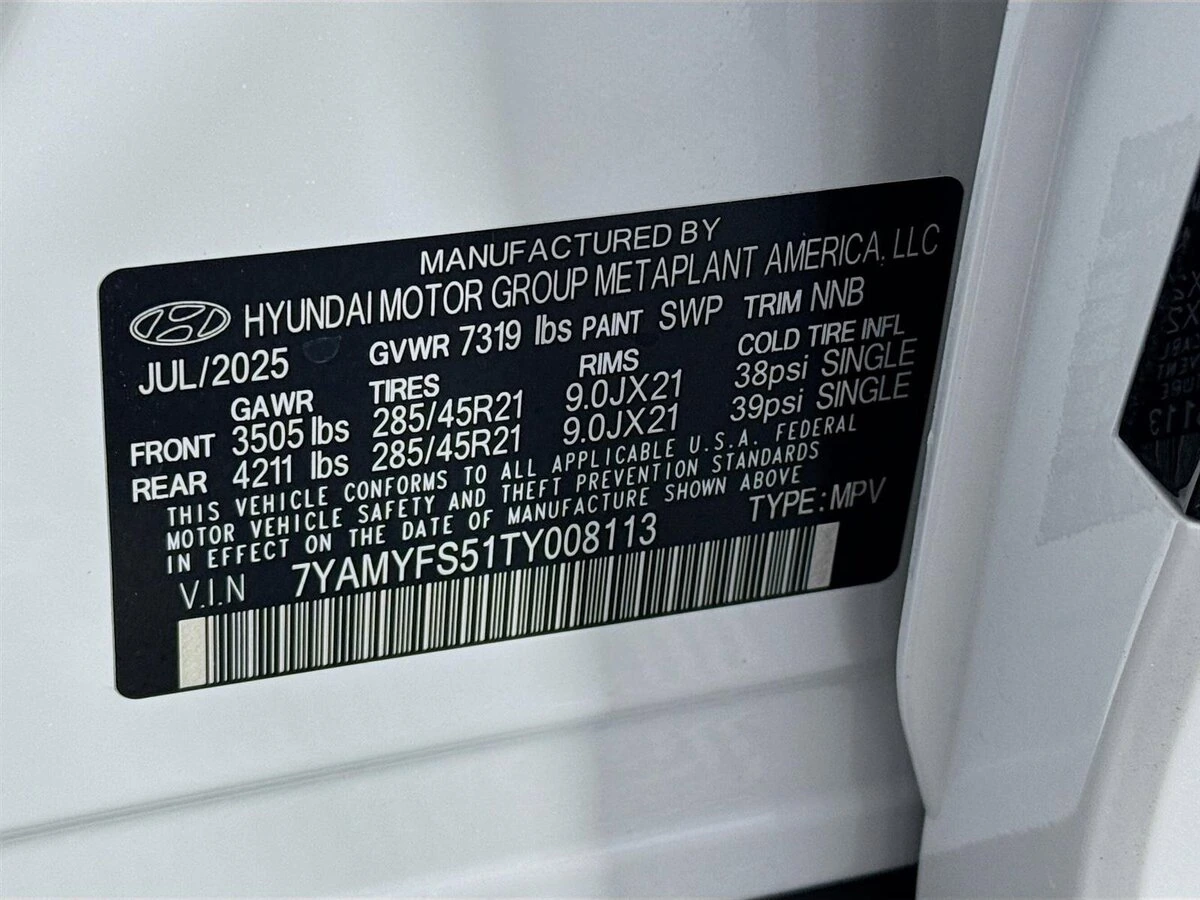 MANUFACTURED BY
HYUNDAI MOTOR GROUP METAPLANT AMERICA, LLC
JUL/2025 GVWR 7319 lbs PAINT SWP TRIM NNB
GAWR TIRES RIMS COLD TIRE INFL
FRONT 3505 lbs 285/45R21 9.0JX21 38psi SINGLE
REAR 4211 lbs 285/45R21 9.0JX21 39psi SINGLE
THIS VEHICLE CONFORMS TO ALL APPLICABLE U.S.A. FEDERAL
MOTOR VEHICLE SAFETY AND THEFT PREVENTION STANDARDS
IN EFFECT ON THE DATE OF MANUFACTURE SHOWN ABOVE
V.I.N 7YAMYFS51TY008113 TYPE:MPV
113